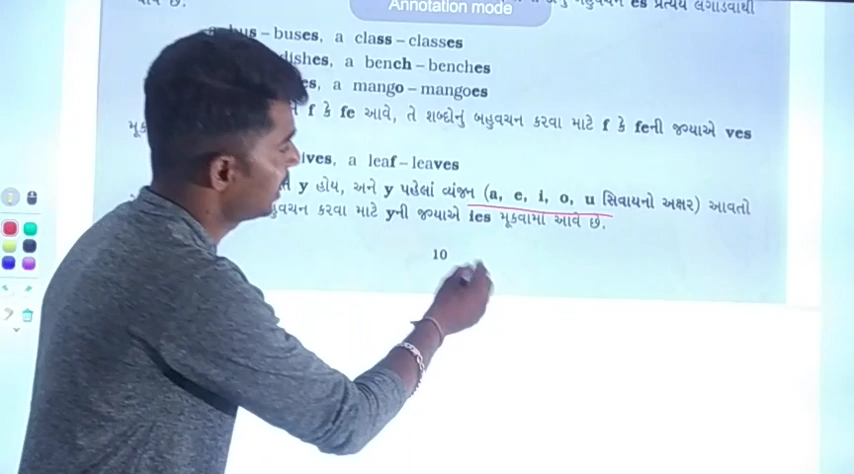 Annotation mode
બહુવચન es પ્રત્યય લગાડવાથી
bus – buses, a class – classes
dishes, a bench – benches
a mango – mangoes
f કે fe આવે, તે શબ્દોનું બહુવચન કરવા માટે f કે feની જગ્યાએ ves
a leaf – leaves
y હોય, અને y પહેલાં વ્યંજન (a, e, i, o, u સિવાયનો અક્ષર) આવતો
કરવા માટે yની જગ્યાએ ies મૂકવામાં આવે છે.
10